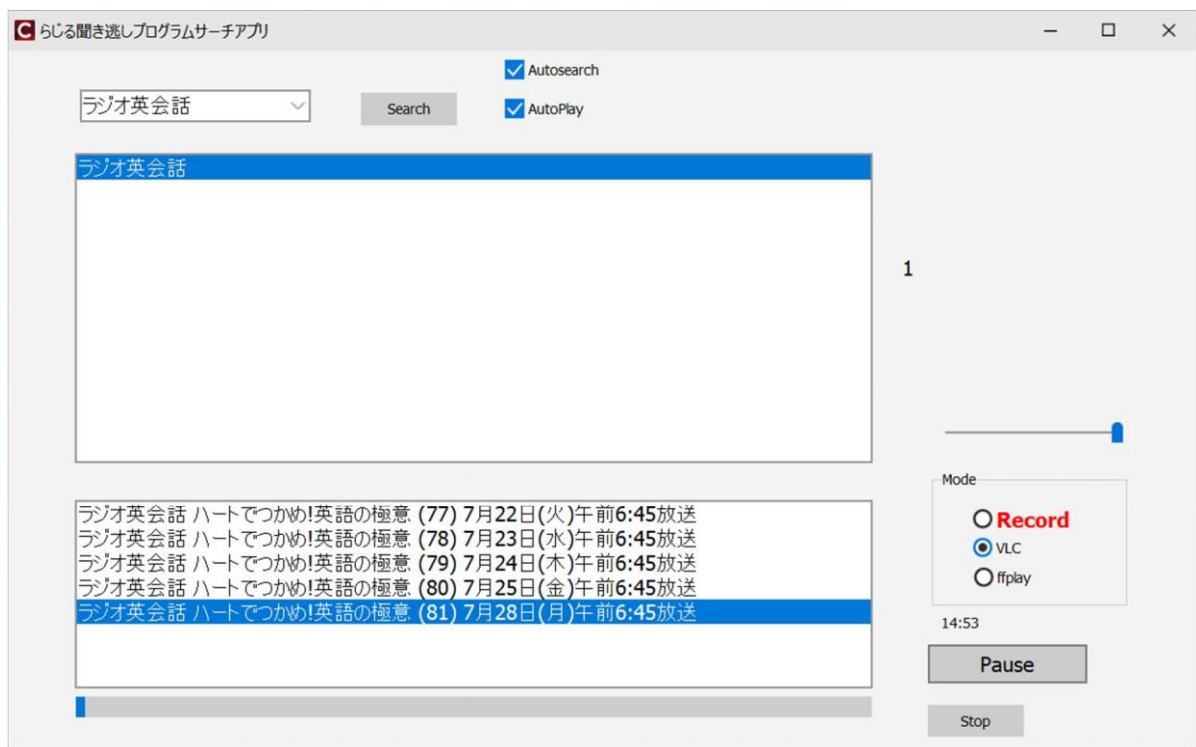 C らじる聞き逃しプログラムサーチアプリ
Autosearch
ラジオ英会話
Search
AutoPlay
ラジオ英会話
1
ラジオ英会話 ハートでつかめ!英語の極意 (77) 7月22日(火)午前6:45放送
ラジオ英会話 ハートでつかめ!英語の極意 (78) 7月23日(水)午前6:45放送
ラジオ英会話 ハートでつかめ!英語の極意 (79) 7月24日(木)午前6:45放送
ラジオ英会話 ハートでつかめ!英語の極意 (80) 7月25日(金)午前6:45放送
ラジオ英会話 ハートでつかめ!英語の極意 (81) 7月28日(月)午前6:45放送
Mode
Record
VLC
ffplay
14:53
Pause
Stop